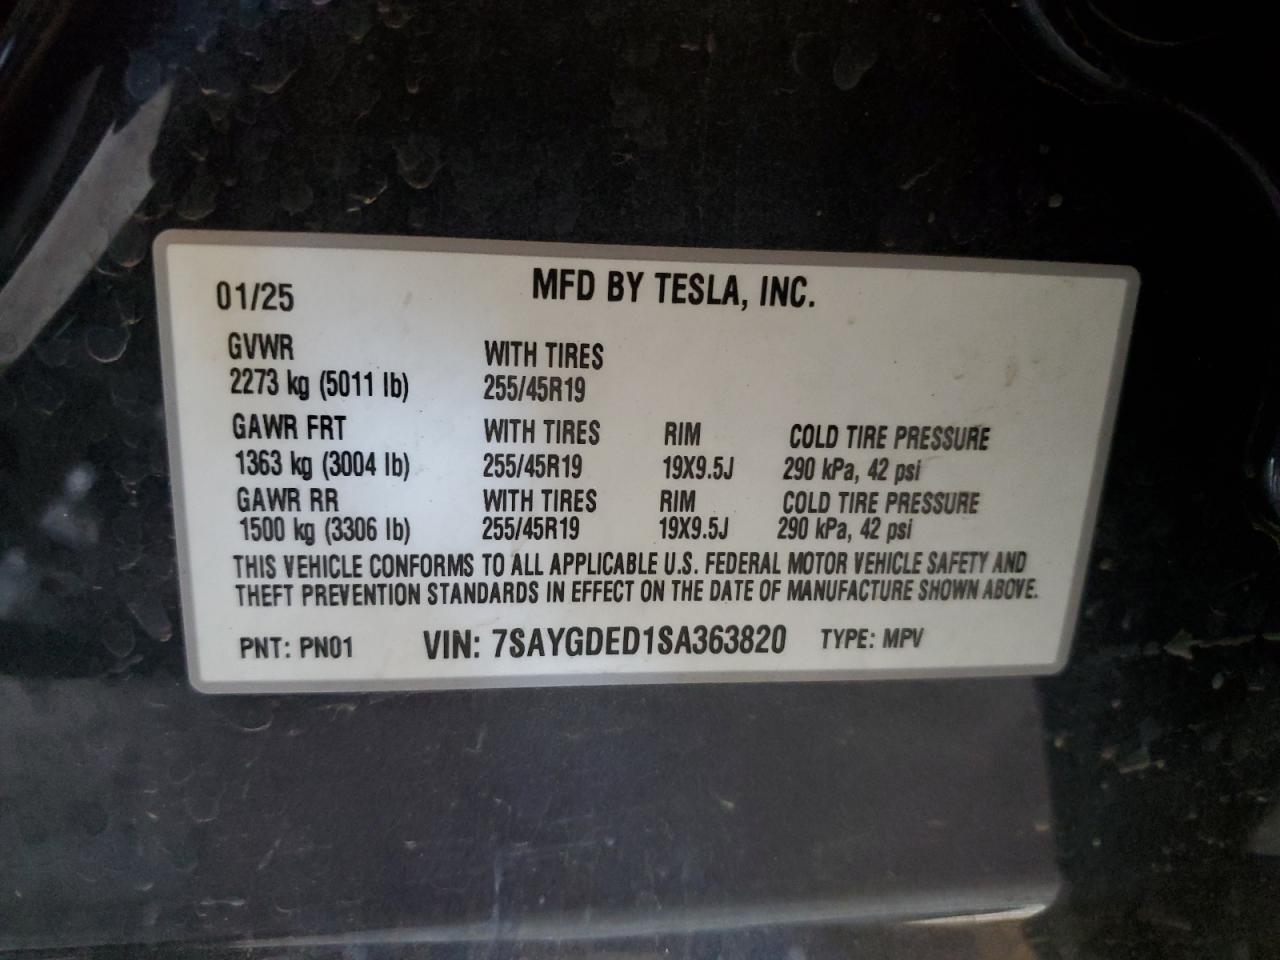 MFD BY TESLA, INC.
01/25
GVWR
2273 kg (5011 lb)
WITH TIRES
255/45R19
GAWR FRT WITH TIRES RIM COLD TIRE PRESSURE
1363 kg (3004 lb) 255/45R19 19X9.5J 290 kPa, 42 psi
GAWR RR WITH TIRES RIM COLD TIRE PRESSURE
1500 kg (3306 lb) 255/45R19 19X9.5J 290 kPa, 42 psi
THIS VEHICLE CONFORMS TO ALL APPLICABLE U.S. FEDERAL MOTOR VEHICLE SAFETY AND
THEFT PREVENTION STANDARDS IN EFFECT ON THE DATE OF MANUFACTURE SHOWN ABOVE.
PNT: PN01 VIN: 7SAYGDED1SA363820 TYPE: MPV